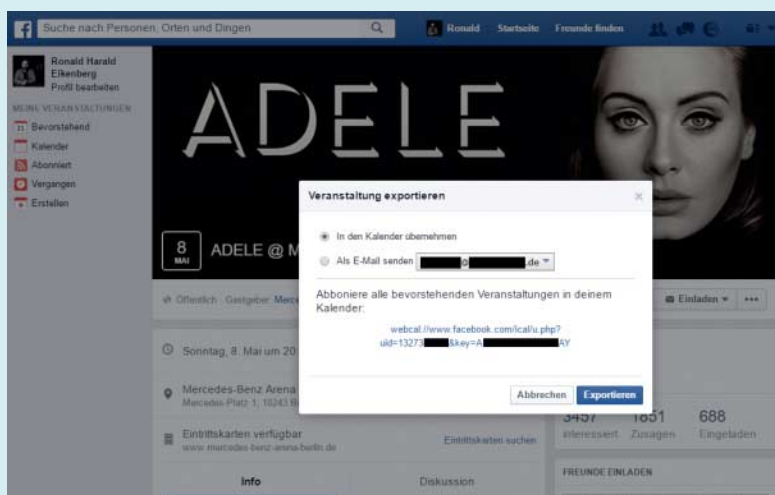 Suche nach Personen, Orten und Dingen
Ronald Startseite Freunde finden
Ronald Harald
Eikenberg
Profil bearbeiten
MEINE VERANSTALTUNGEN
Bevorstehend
Kalender
Abonniert
Vergangen
Erstellen
ADELE
8
MAI
ADELE @ M
Öffentlich Gastgeber: Merce
Einladen
Sonntag, 8. Mai um 20
Mercedes-Benz Arena
Mercedes-Platz 1, 10243 B
Eintrittskarten verfügbar
www.mercedes-benz-arena-berlin.de
Eintrittskarten suchen
Info
Diskussion
Veranstaltung exportieren
In den Kalender übernehmen
Als E-Mail senden @ .de
Abboniere alle bevorstehenden Veranstaltungen in deinem
Kalender:
webcal://www.facebook.com/ical/u.php?
uid=13273 &key=A AY
Abbrechen Exportieren
3457 1851 688
interessiert Zusagen Eingeladen
FREUNDE EINLADEN